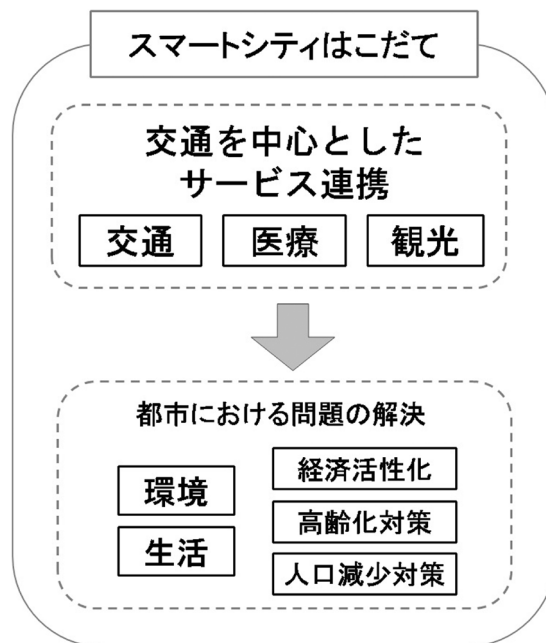 スマートシティはこだて
交通を中心とした
サービス連携
交通 医療 観光
都市における問題の解決
環境
生活
経済活性化
高齢化対策
人口減少対策